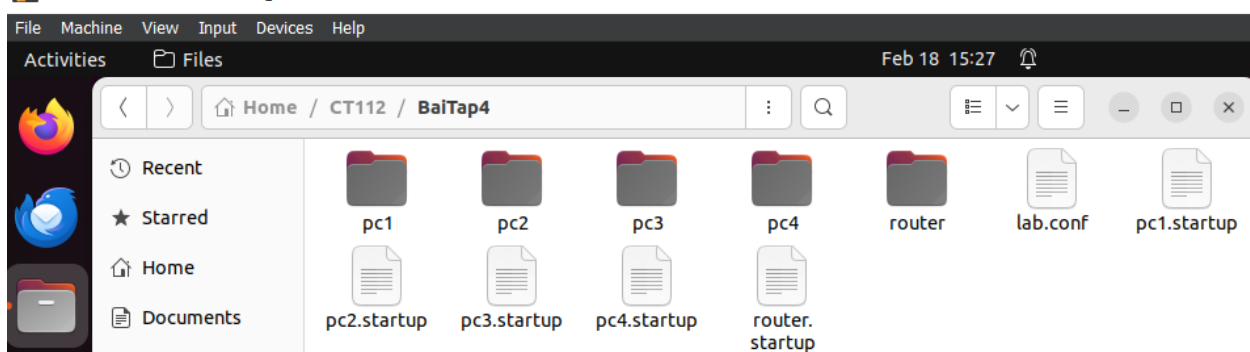 File Machine View Input Devices Help
Activities Files Feb 18 15:27
Home / CT112 / BaiTap4
Recent
Starred
Home
Documents
pc1 pc2 pc3 pc4 router lab.conf pc1.startup
pc2.startup pc3.startup pc4.startup router.
startup